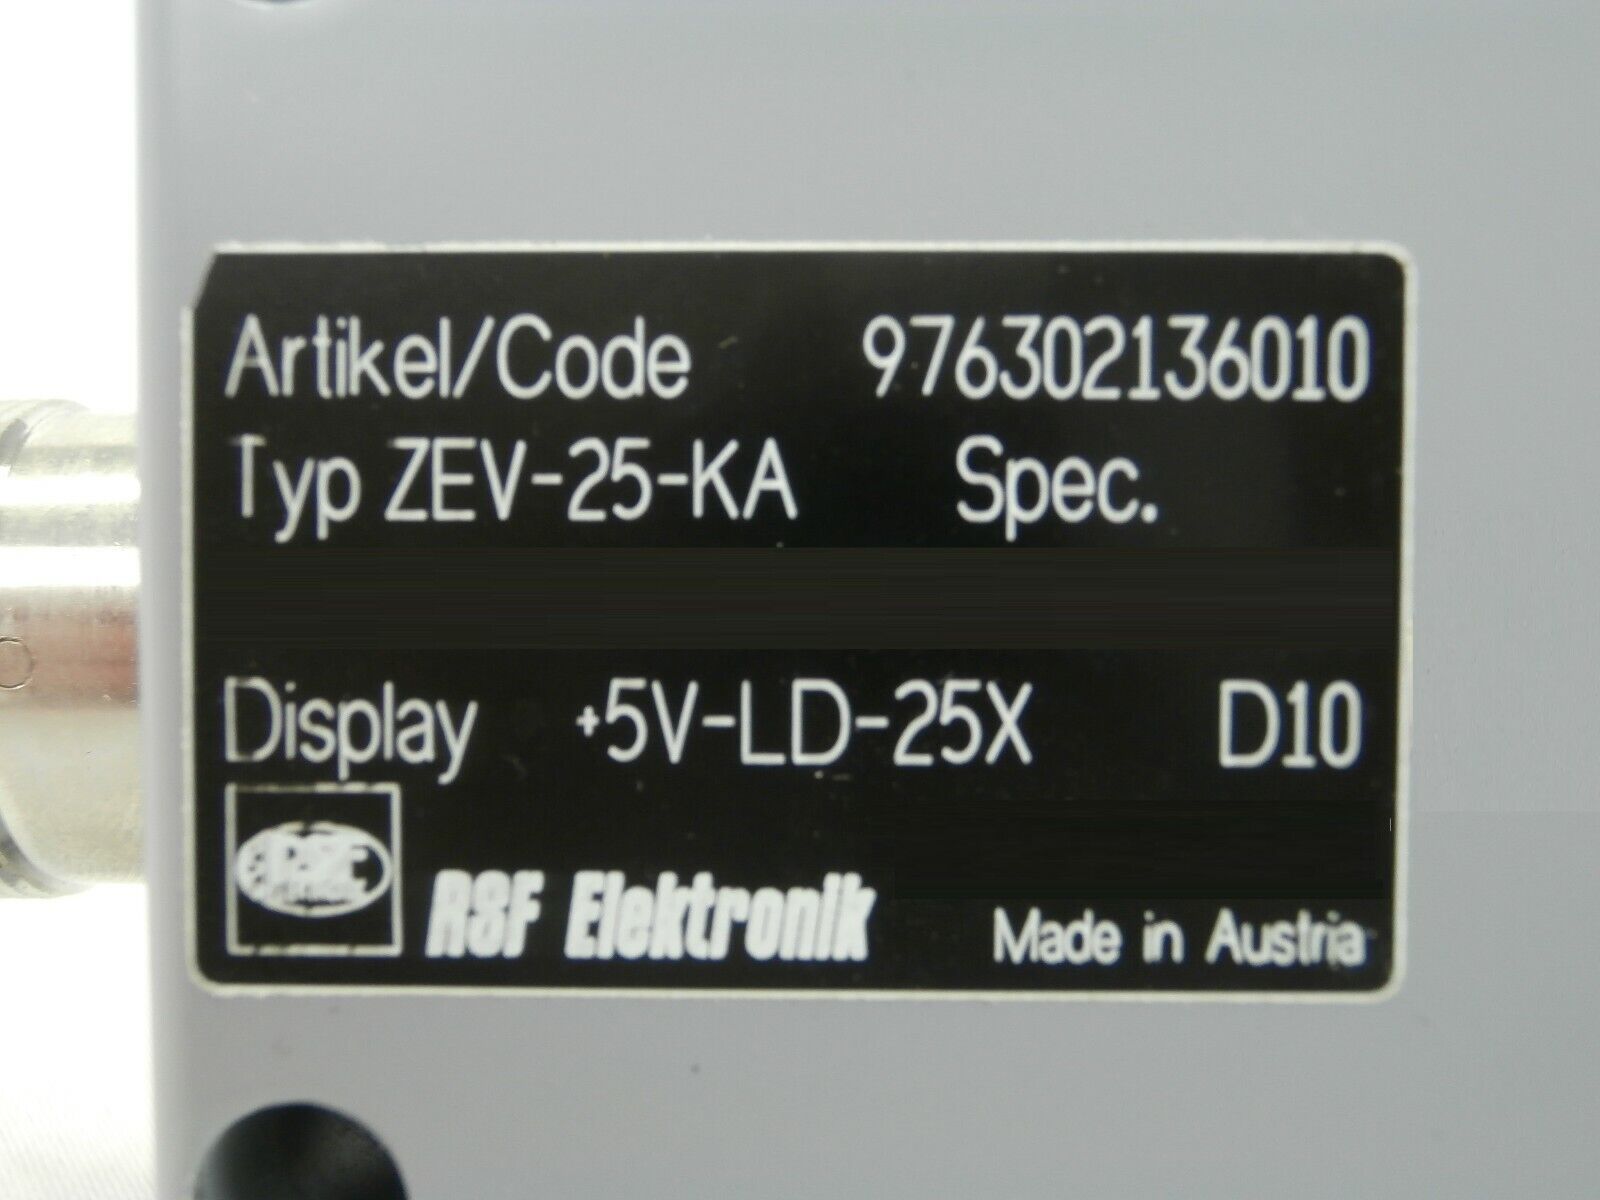 Artikel/Code 976302136010
Typ ZEV-25-KA Spec.
Display +5V-LD-25X D10
RSF Elektronik
Made in Austria